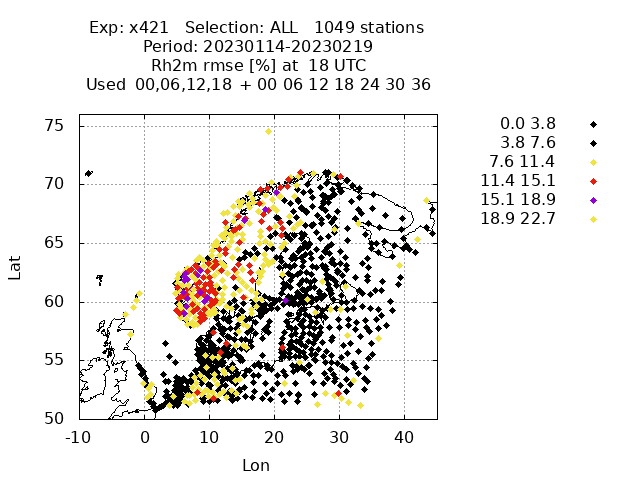 Exp: x421 Selection: ALL 1049 stations
Period: 20230114-20230219
Rh2m rmse [%] at 18 UTC
Used 00,06,12,18 + 00 06 12 18 24 30 36
0.0 3.8
3.8 7.6
7.6 11.4
11.4 15.1
15.1 18.9
18.9 22.7
75
70
65
60
55
50
Lat
-10 0 10 20 30 40
Lon